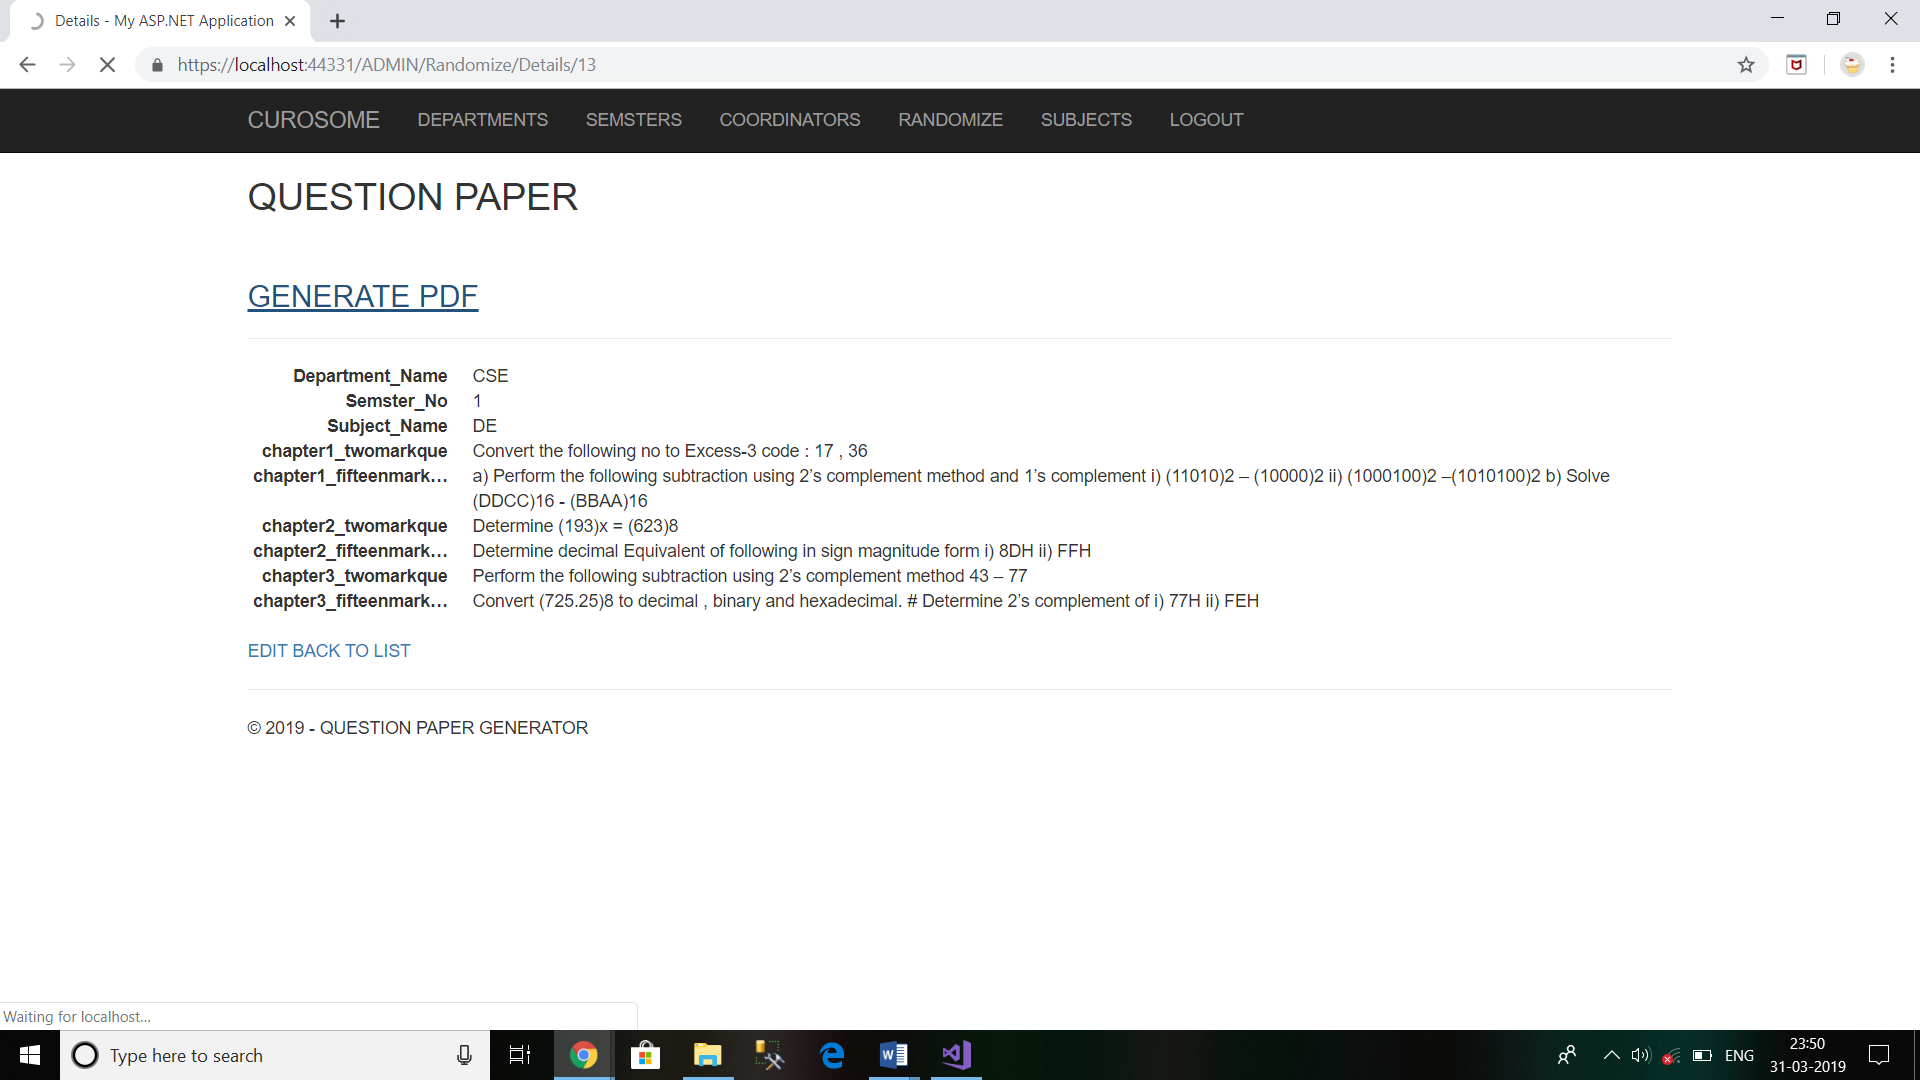 Details - My ASP.NET Application
https://localhost:44331/ADMIN/Randomize/Details/13
CUROSOME DEPARTMENTS SEMSTERS COORDINATORS RANDOMIZE SUBJECTS LOGOUT
QUESTION PAPER
GENERATE PDF
Department_Name CSE
Semster_No 1
Subject_Name DE
chapter1_twomarkque Convert the following no to Excess-3 code : 17 , 36
chapter1_fifteenmark... a) Perform the following subtraction using 2’s complement method and 1’s complement i) (11010)2 – (10000)2 ii) (1000100)2 –(1010100)2 b) Solve
(DDCC)16 - (BBAA)16
chapter2_twomarkque Determine (193)x = (623)8
chapter2_fifteenmark... Determine decimal Equivalent of following in sign magnitude form i) 8DH ii) FFH
chapter3_twomarkque Perform the following subtraction using 2’s complement method 43 – 77
chapter3_fifteenmark... Convert (725.25)8 to decimal , binary and hexadecimal. # Determine 2’s complement of i) 77H ii) FEH
EDIT BACK TO LIST
© 2019 - QUESTION PAPER GENERATOR
Waiting for localhost...
Type here to search
ENG
23:50
31-03-2019